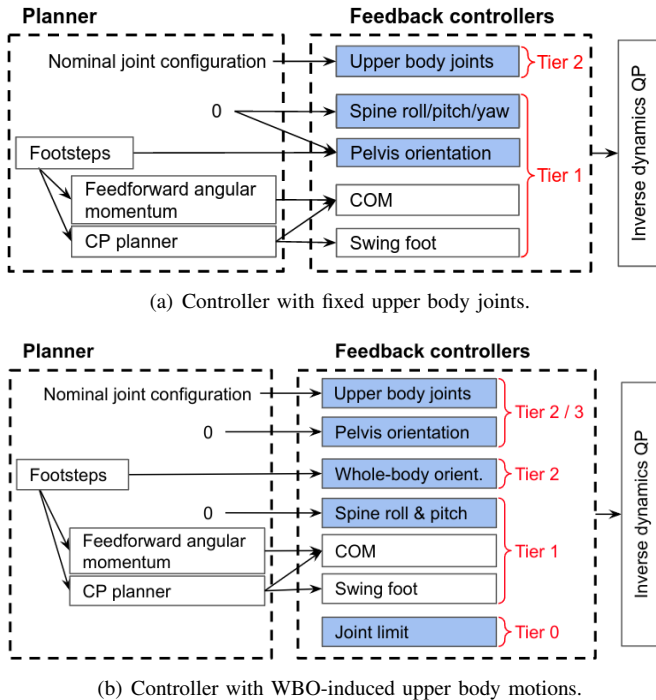 Planner
Feedback controllers
Nominal joint configuration
Upper body joints
Tier 2
0
Spine roll/pitch/yaw
Footsteps
Pelvis orientation
Tier 1
Feedforward angular
momentum
COM
CP planner
Swing foot
Inverse dynamics QP
(a) Controller with fixed upper body joints.
Planner
Feedback controllers
Nominal joint configuration
Upper body joints
Tier 2 / 3
0
Pelvis orientation
Footsteps
Whole-body orient.
Tier 2
0
Spine roll & pitch
Feedforward angular
momentum
COM
Tier 1
CP planner
Swing foot
Joint limit
Tier 0
Inverse dynamics QP
(b) Controller with WBO-induced upper body motions.